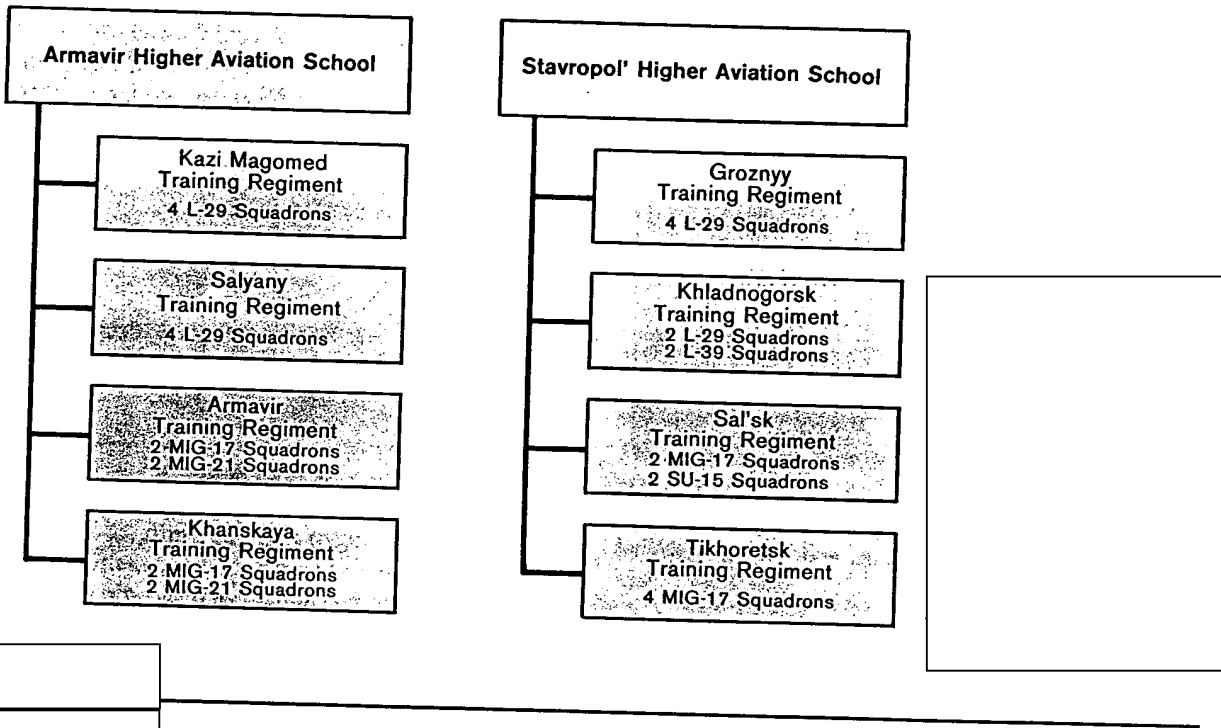 Armavir Higher Aviation School
Kazi Magomed
Training Regiment
4 L-29 Squadrons
Salyany
Training Regiment
4 L-29 Squadrons
Armavir
Training Regiment
2 MIG-17 Squadrons
2 MIG-21 Squadrons
Khanskaya
Training Regiment
2 MIG-17 Squadrons
2 MIG-21 Squadrons
Stavropol' Higher Aviation School
Groznyy
Training Regiment
4 L-29 Squadrons
Khladnogorsk
Training Regiment
2 L-29 Squadrons
2 L-39 Squadrons
Sal'sk
Training Regiment
2 MIG-17 Squadrons
2 SU-15 Squadrons
Tikhoretsk
Training Regiment
4 MIG-17 Squadrons